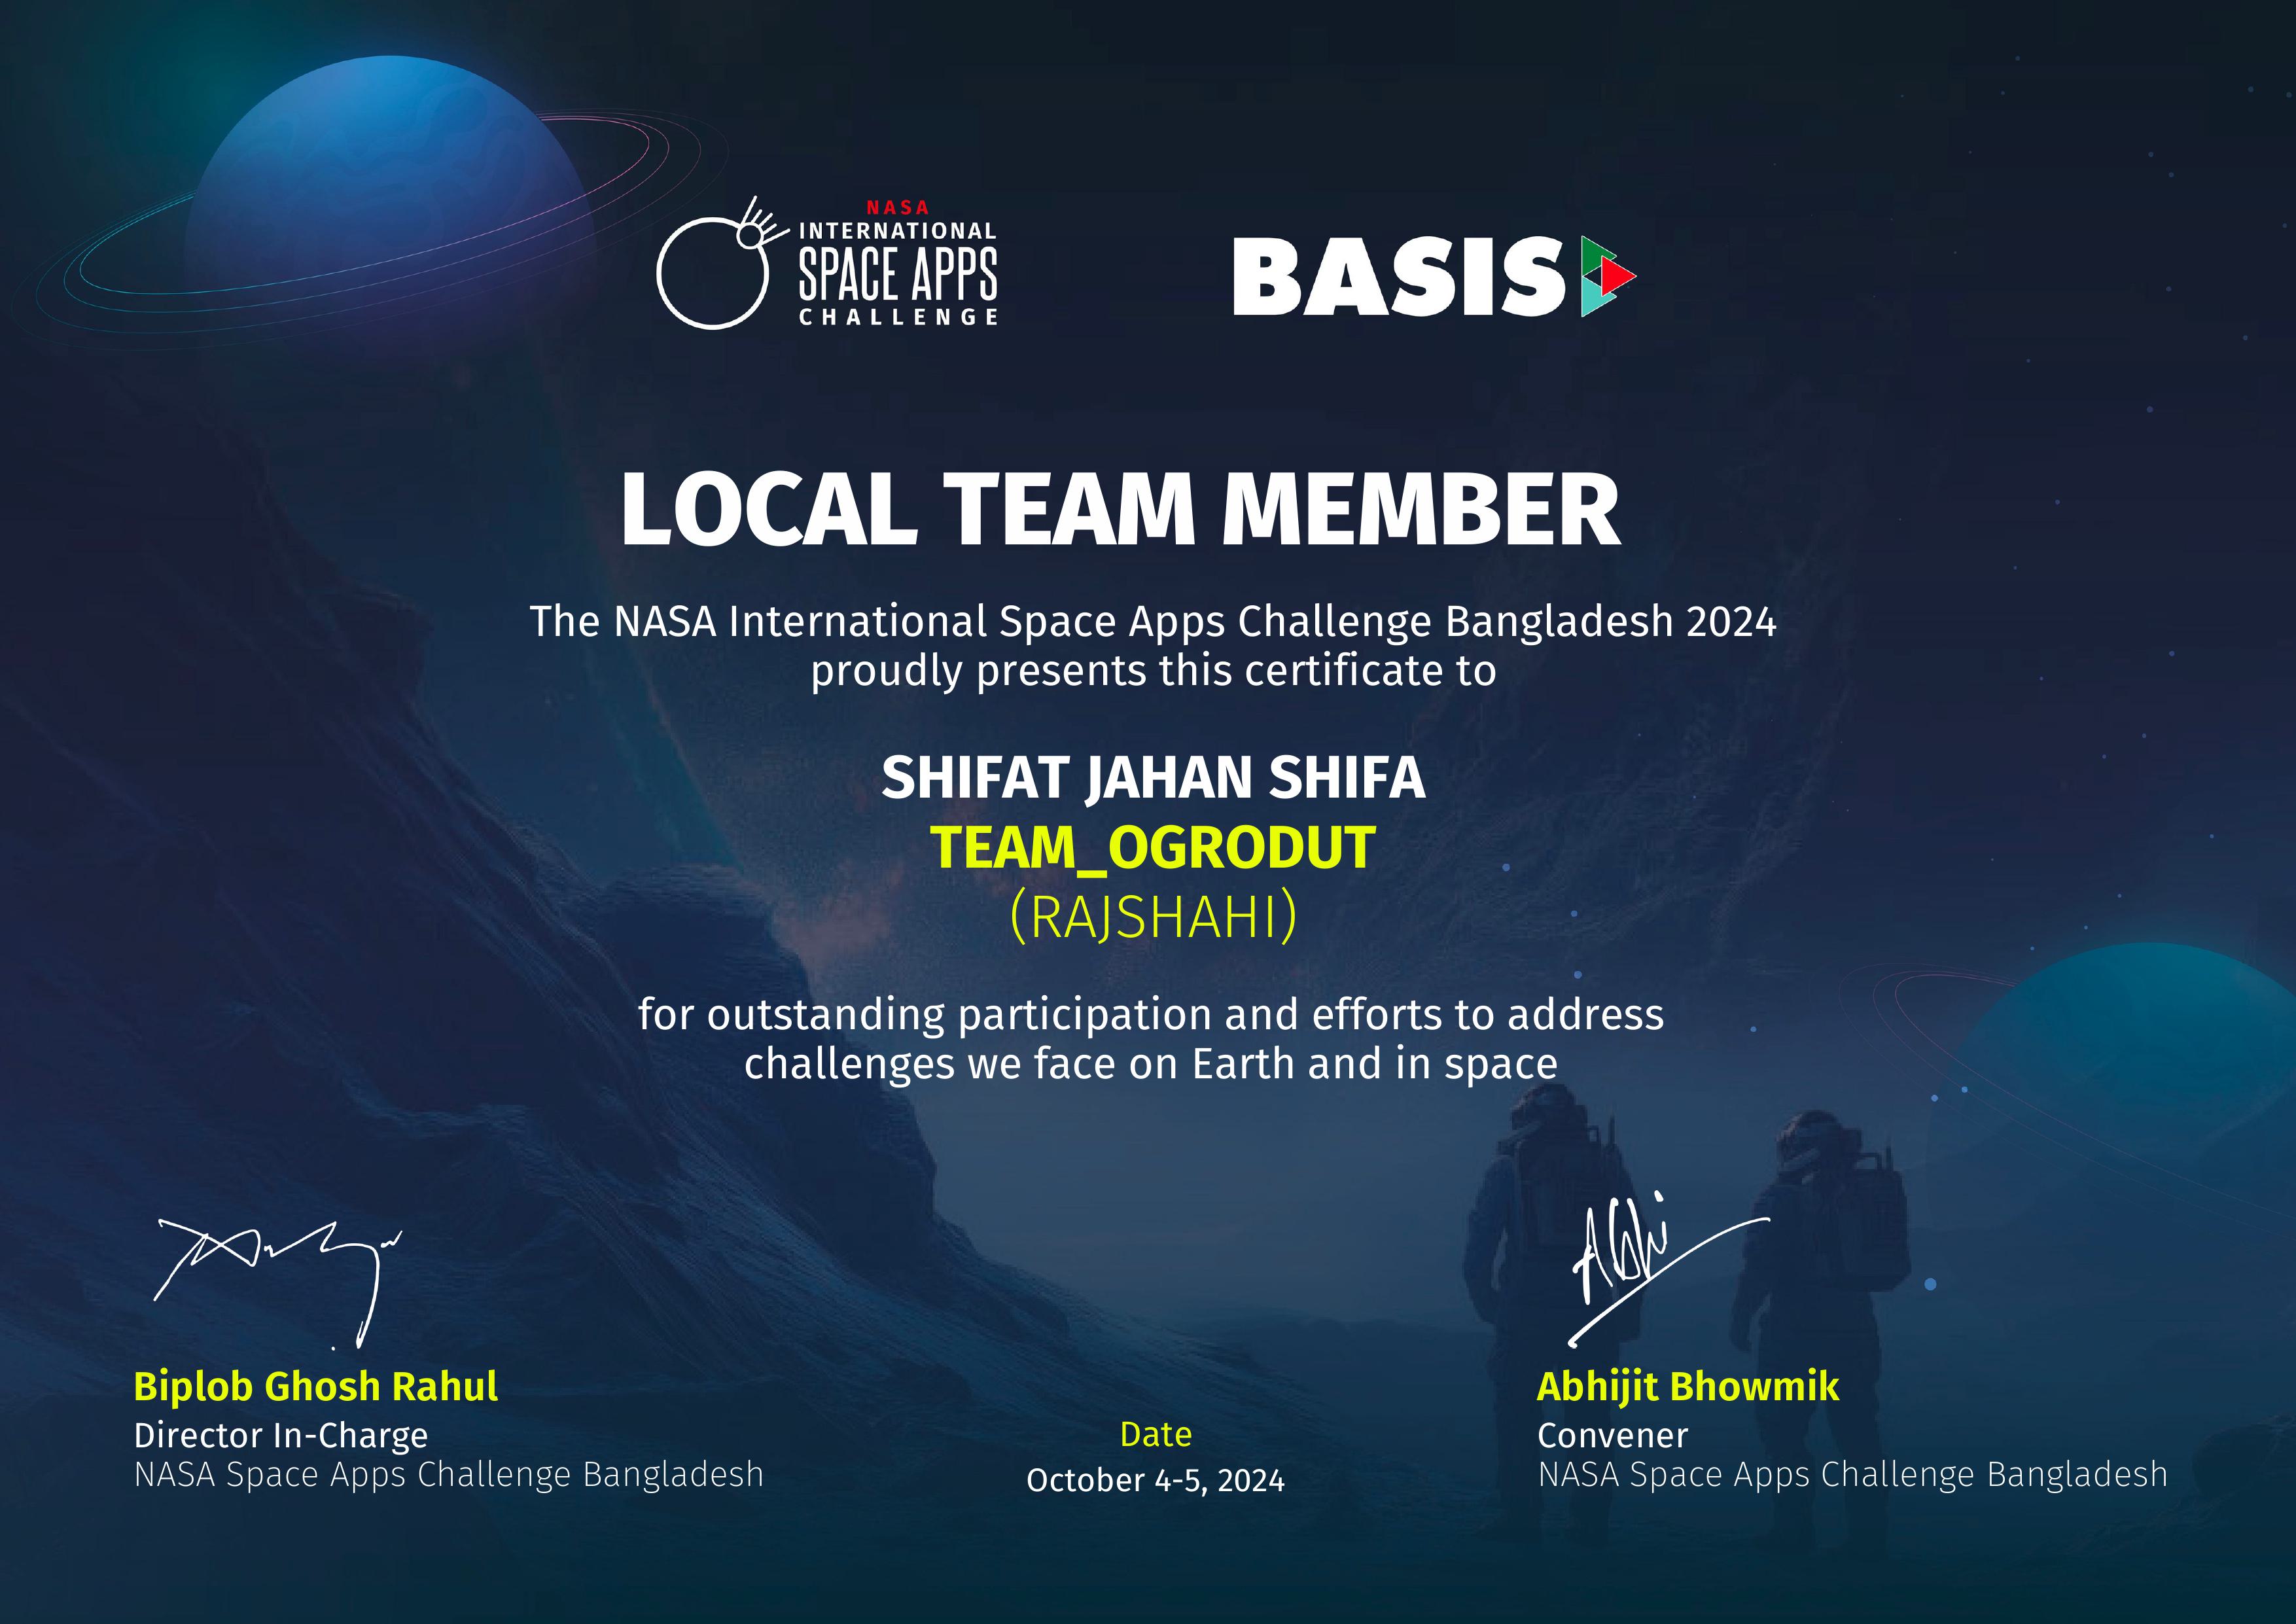 NASA
INTERNATIONAL
SPACE APPS
CHALLENGE
BASIS
LOCAL TEAM MEMBER
The NASA International Space Apps Challenge Bangladesh 2024
proudly presents this certificate to
SHIFAT JAHAN SHIFA
TEAM_OGRODUT
(RAJSHAHI)
for outstanding participation and efforts to address
challenges we face on Earth and in space
Biplob Ghosh Rahul
Director In-Charge
NASA Space Apps Challenge Bangladesh
Date
October 4-5, 2024
Abhi
Abhijit Bhowmik
Convener
NASA Space Apps Challenge Bangladesh